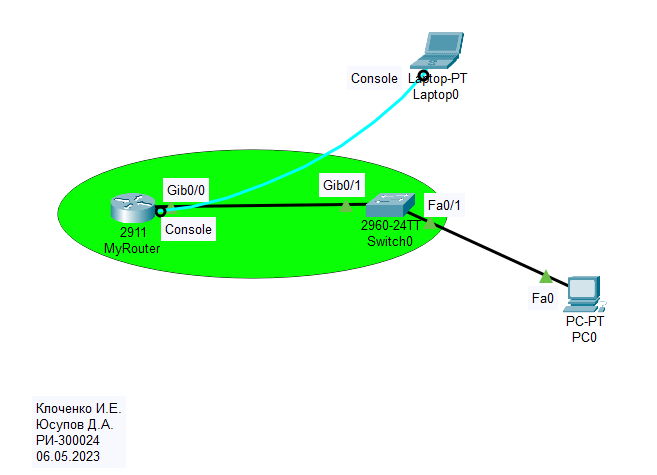 Console
Laptop-PT
Laptop0
Gib0/0
Gib0/1
Fa0/1
Console
2911
MyRouter
2960-24TT
Switch0
Fa0
PC-PT
PC0
Клоченко И.Е.
Юсупов Д.А.
РИ-300024
06.05.2023